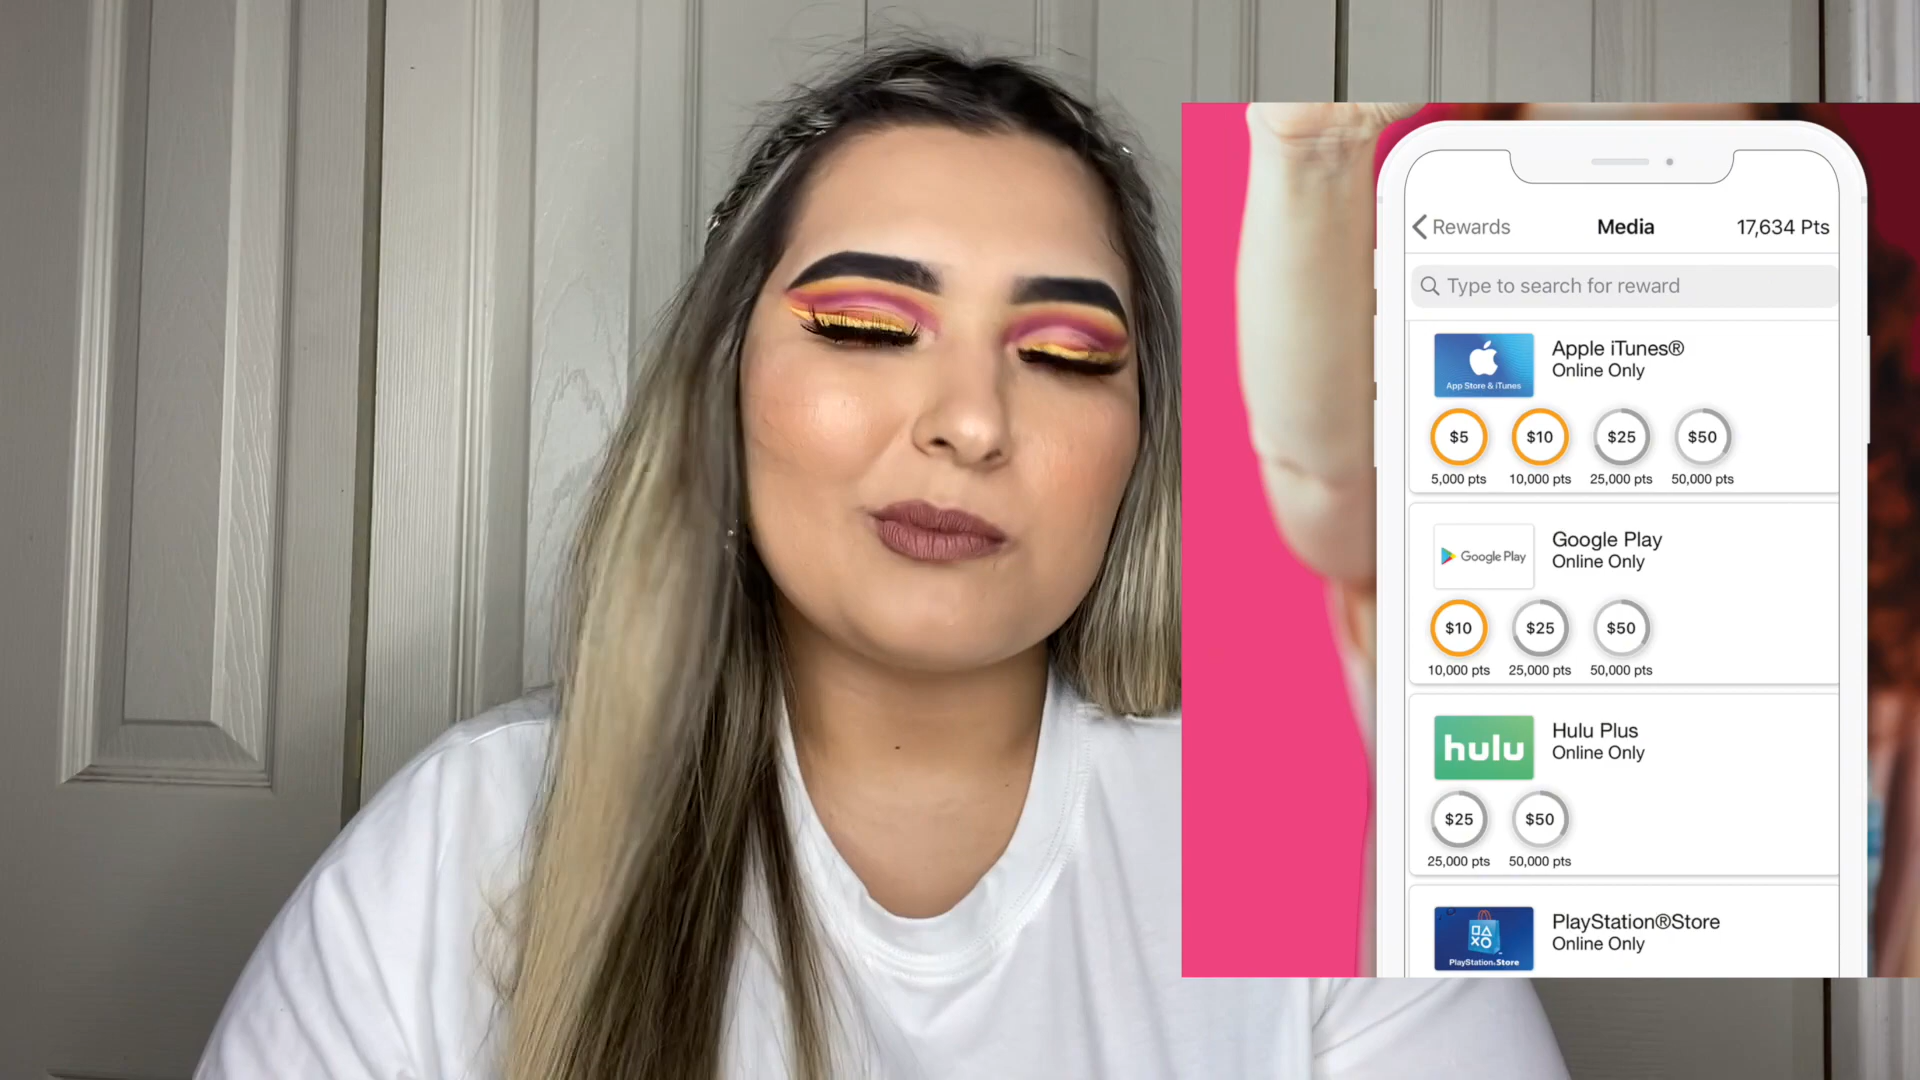 Rewards
Media
17,634 Pts
Type to search for reward
App Store & iTunes
Apple iTunes®
Online Only
$5 $10 $25 $50
5,000 pts 10,000 pts 25,000 pts 50,000 pts
Google Play
Google Play
Online Only
$10 $25 $50
10,000 pts 25,000 pts 50,000 pts
hulu
Hulu Plus
Online Only
$25 $50
25,000 pts 50,000 pts
PlayStation®Store
Online Only
PlayStation®Store